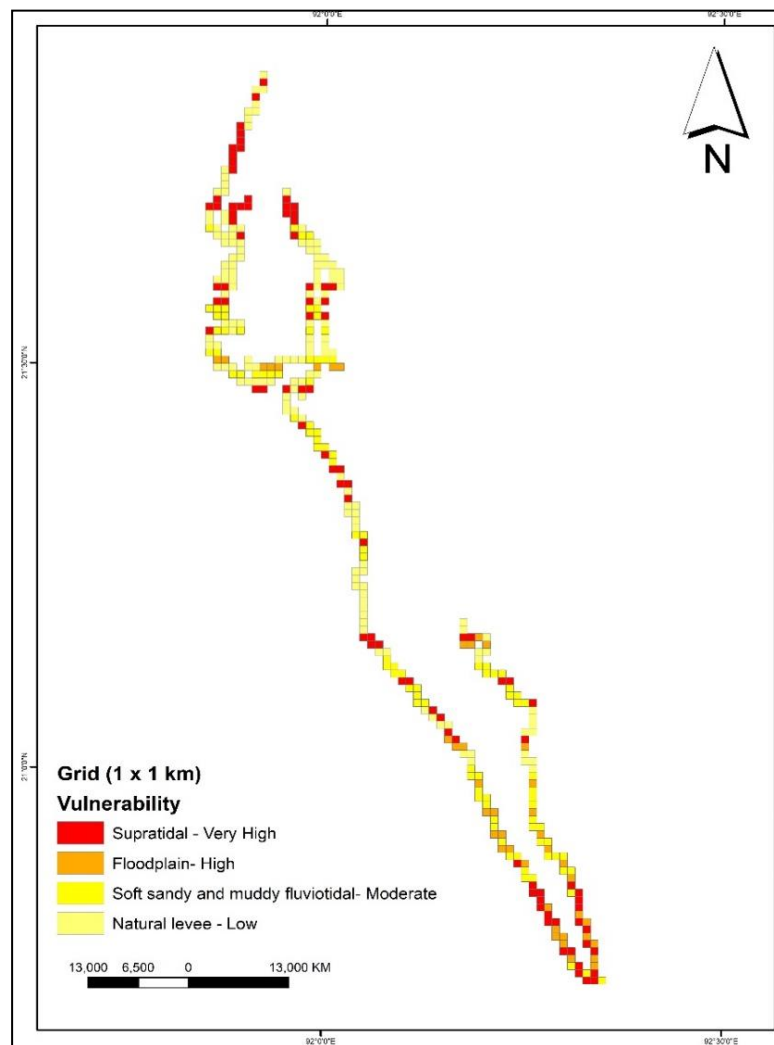 92°0'0"E 92°30'0"E
N
21°30'0"N
21°0'0"N
Grid (1 x 1 km)
Vulnerability
Supratidal - Very High
Floodplain- High
Soft sandy and muddy fluviotidal- Moderate
Natural levee - Low
13,000 6,500 0 13,000 KM
92°0'0"E 92°30'0"E